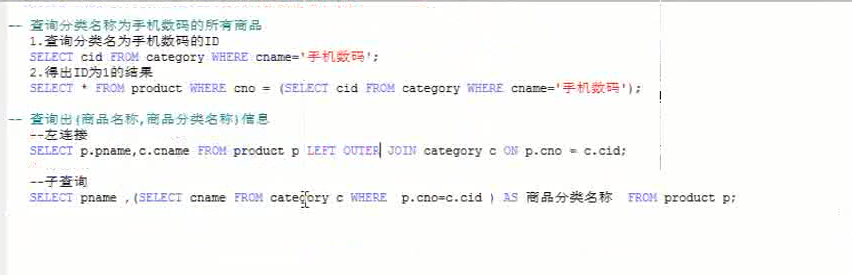 -- 查询分类名称为手机数码的所有商品
1.查询分类名为手机数码的ID
SELECT cid FROM category WHERE cname='手机数码';
2.得出ID为1的结果
SELECT * FROM product WHERE cno = (SELECT cid FROM category WHERE cname='手机数码');
-- 查询出(商品名称,商品分类名称)信息
--左连接
SELECT p.pname,c.cname FROM product p LEFT OUTER JOIN category c ON p.cno = c.cid;
--子查询
SELECT pname ,(SELECT cname FROM category c WHERE p.cno=c.cid ) AS 商品分类名称 FROM product p;